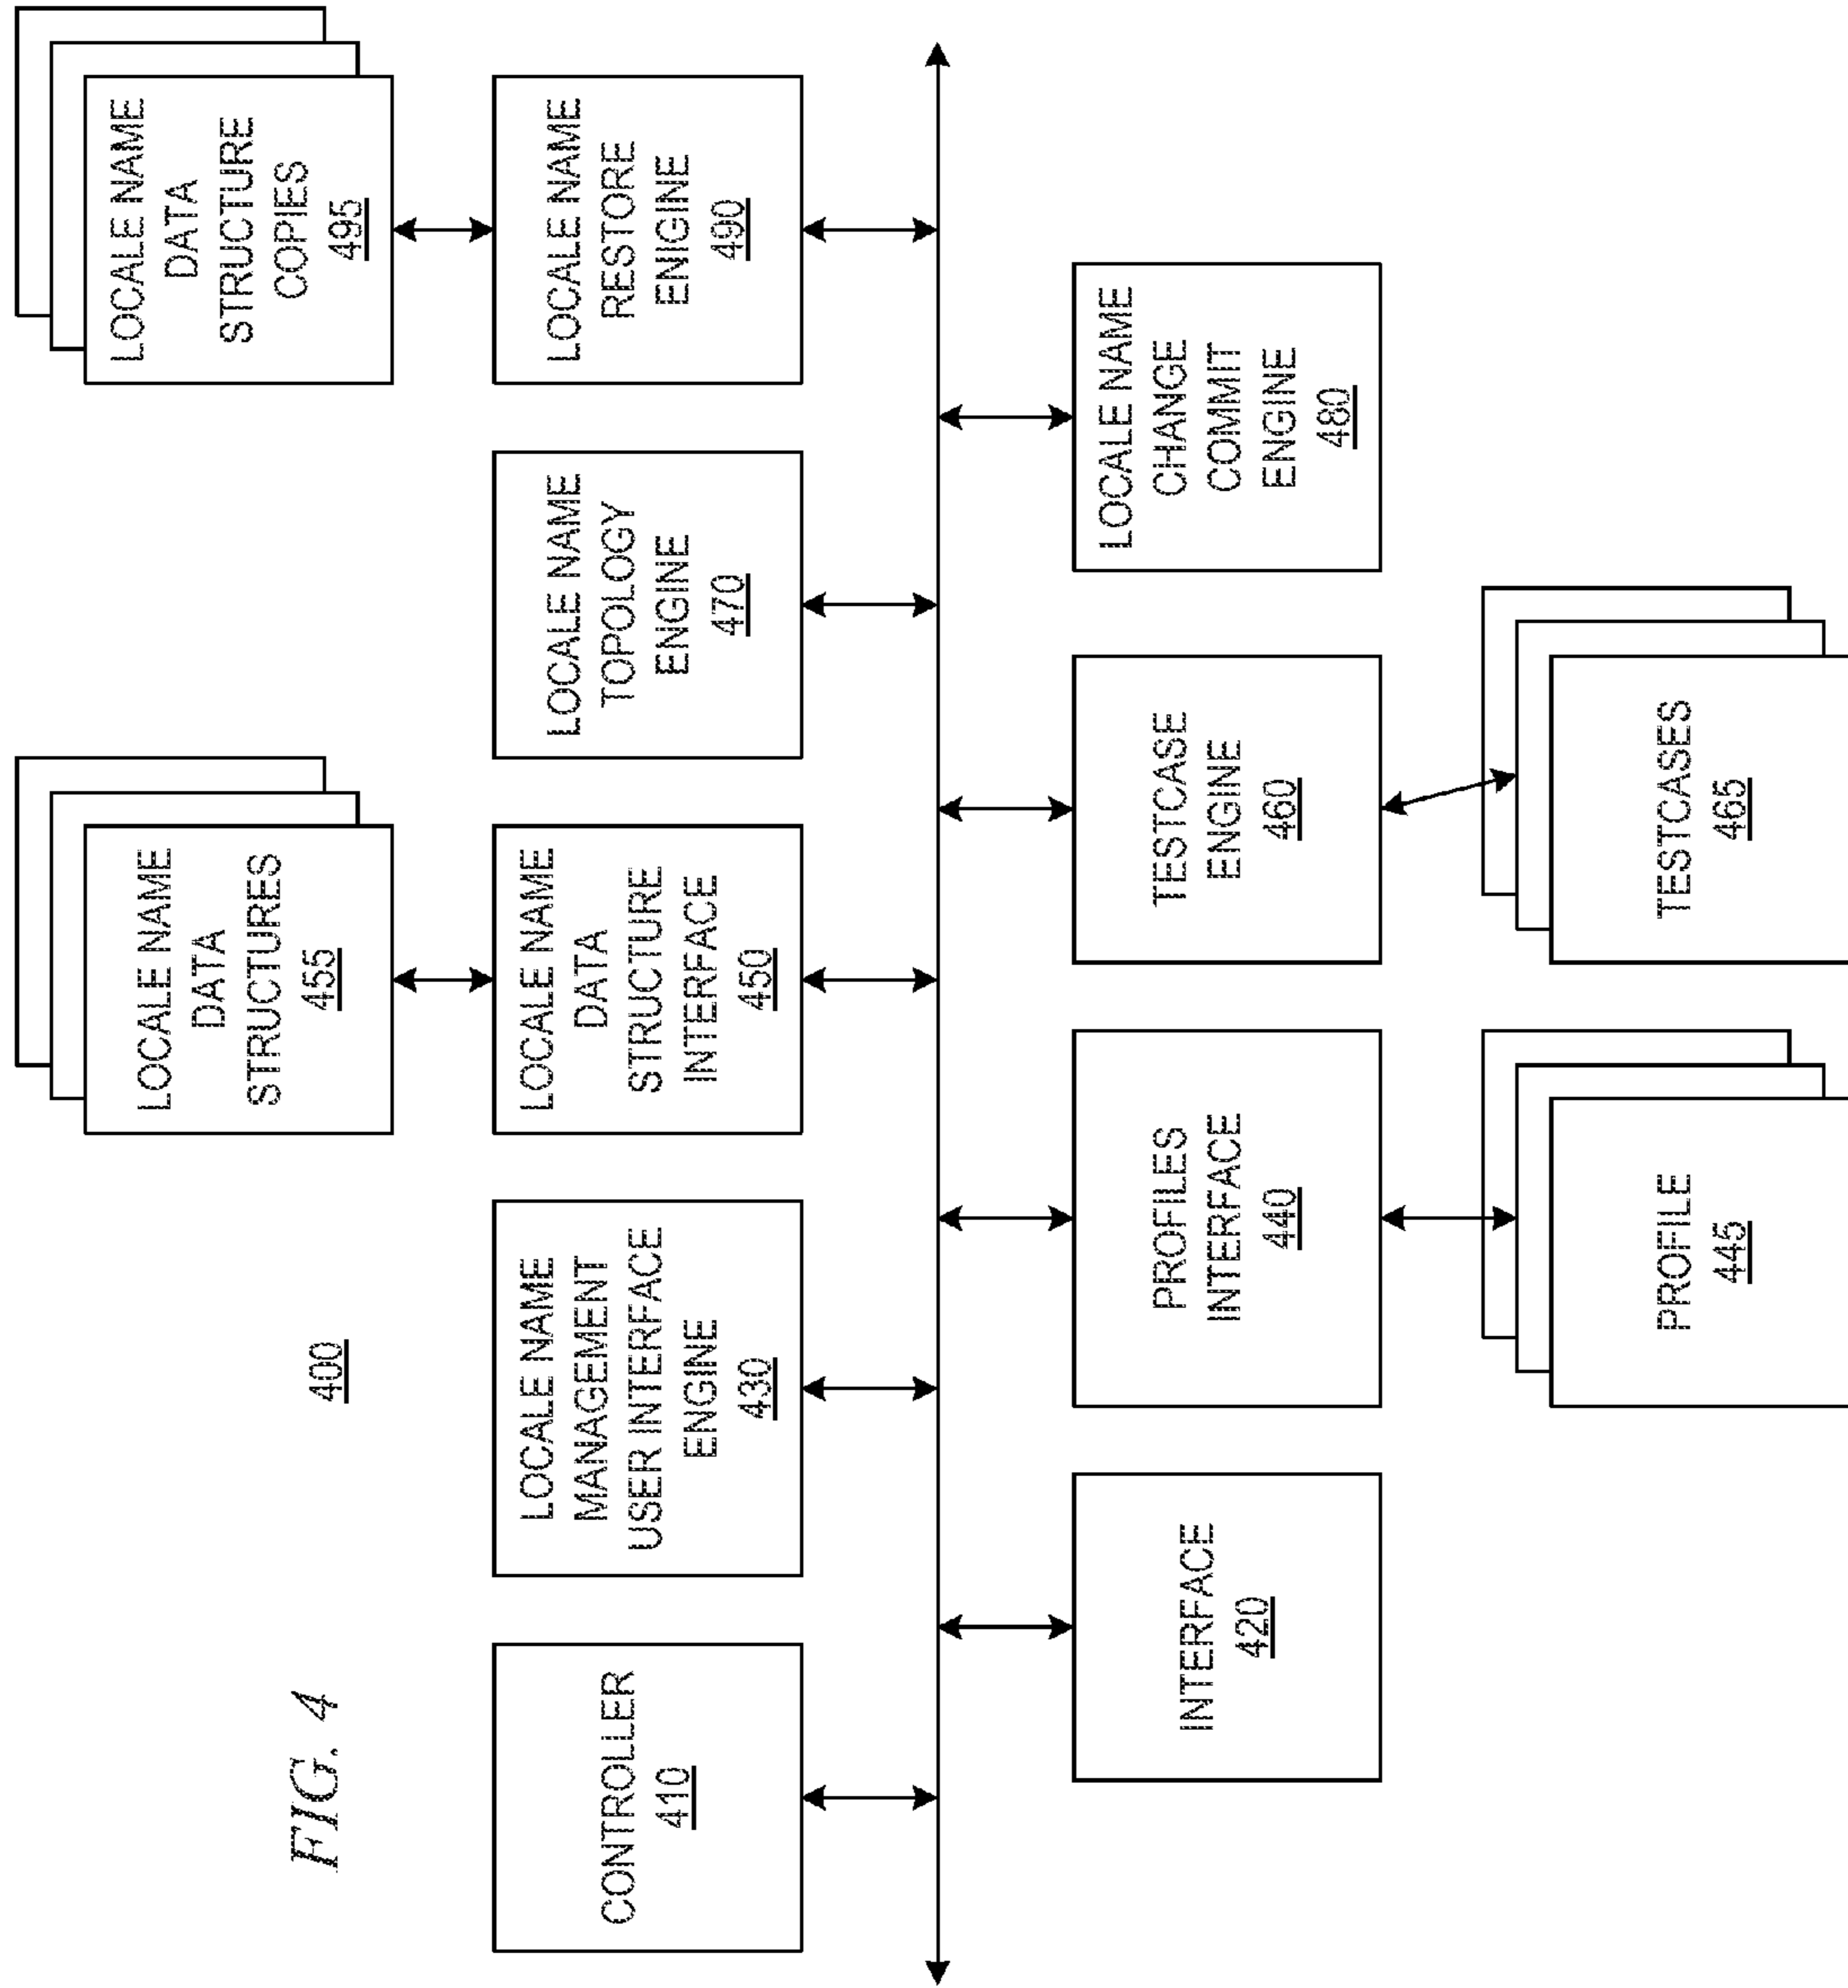 FIG. 4
400
LOCALE NAME
DATA
STRUCTURES
455
LOCALE NAME
DATA
STRUCTURE
COPIES
495
CONTROLLER
410
LOCALE NAME
MANAGEMENT
USER INTERFACE
ENGINE
430
LOCALE NAME
DATA
STRUCTURE
INTERFACE
450
LOCALE NAME
TOPOLOGY
ENGINE
470
LOCALE NAME
RESTORE
ENIGINE
490
INTERFACE
420
PROFILES
INTERFACE
440
TESTCASE
ENGINE
460
LOCALE NAME
CHANGE
COMMIT
ENGINE
480
PROFILE
445
TESTCASES
465